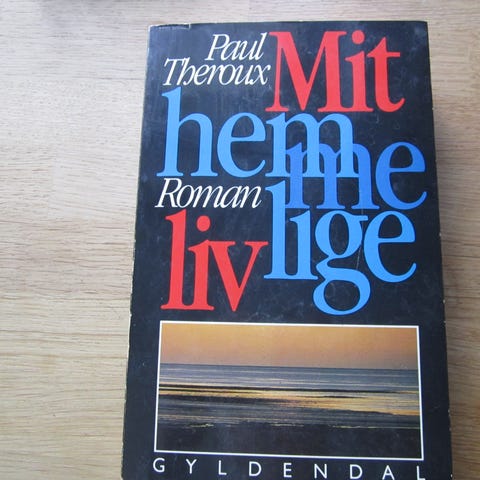 Paul
Theroux
Mit
hem
me
Roman
lige
liv
GYLDENDAL